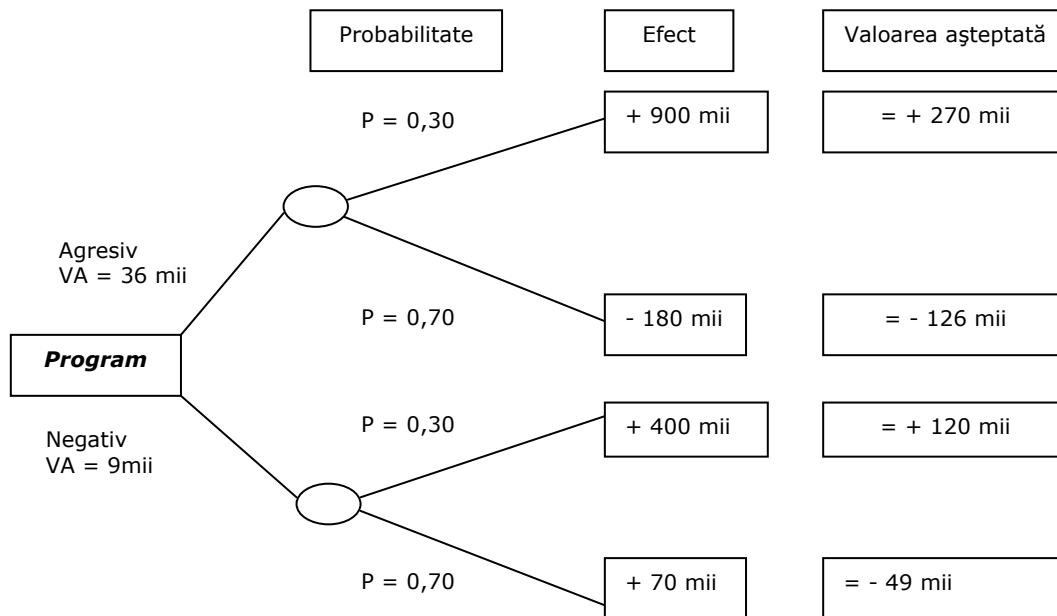 Probabilitate
Efect
Valoarea aşteptată
P = 0,30
+ 900 mii
= + 270 mii
Agresiv
VA = 36 mii
P = 0,70
- 180 mii
= - 126 mii
Program
Negativ
VA = 9mii
P = 0,30
+ 400 mii
= + 120 mii
P = 0,70
+ 70 mii
= - 49 mii